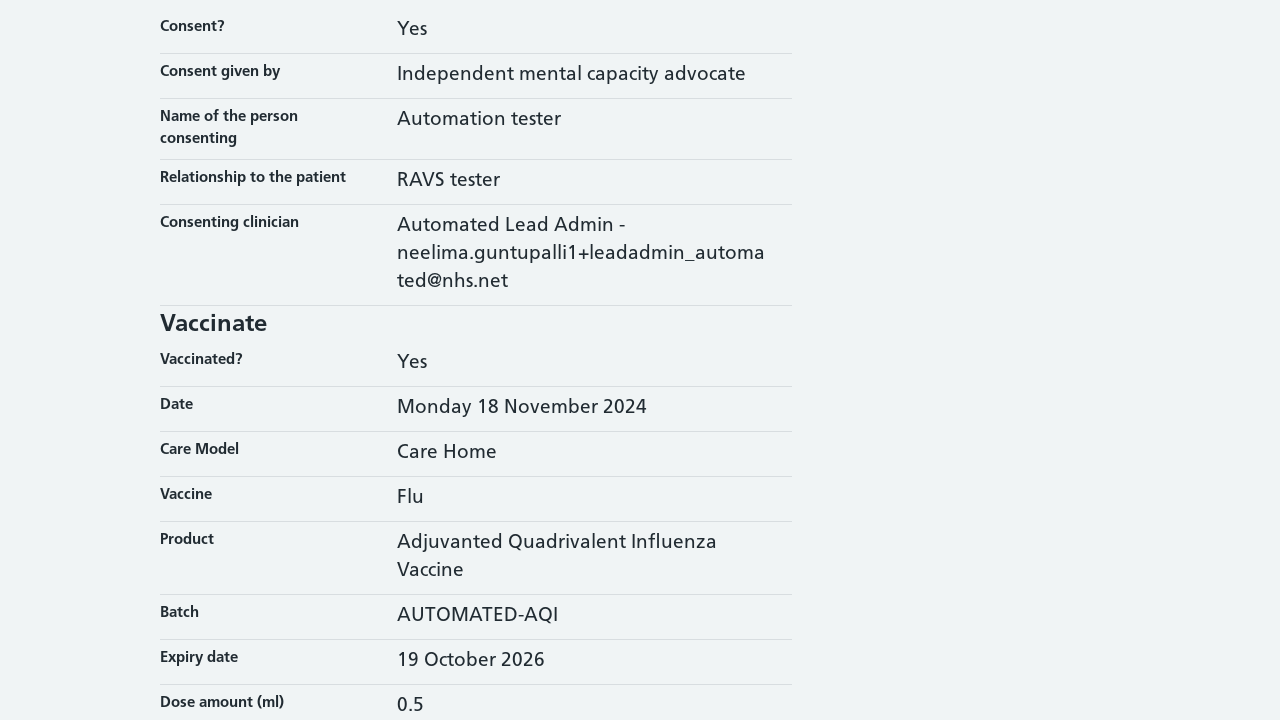 Consent?
Yes
Consent given by
Independent mental capacity advocate
Name of the person
consenting
Automation tester
Relationship to the patient
RAVS tester
Consenting clinician
Automated Lead Admin -
neelima.guntupalli1+leadadmin_automa
ted@nhs.net
Vaccinate
Vaccinated?
Yes
Date
Monday 18 November 2024
Care Model
Care Home
Vaccine
Flu
Product
Adjuvanted Quadrivalent Influenza
Vaccine
Batch
AUTOMATED-AQI
Expiry date
19 October 2026
Dose amount (ml)
0.5